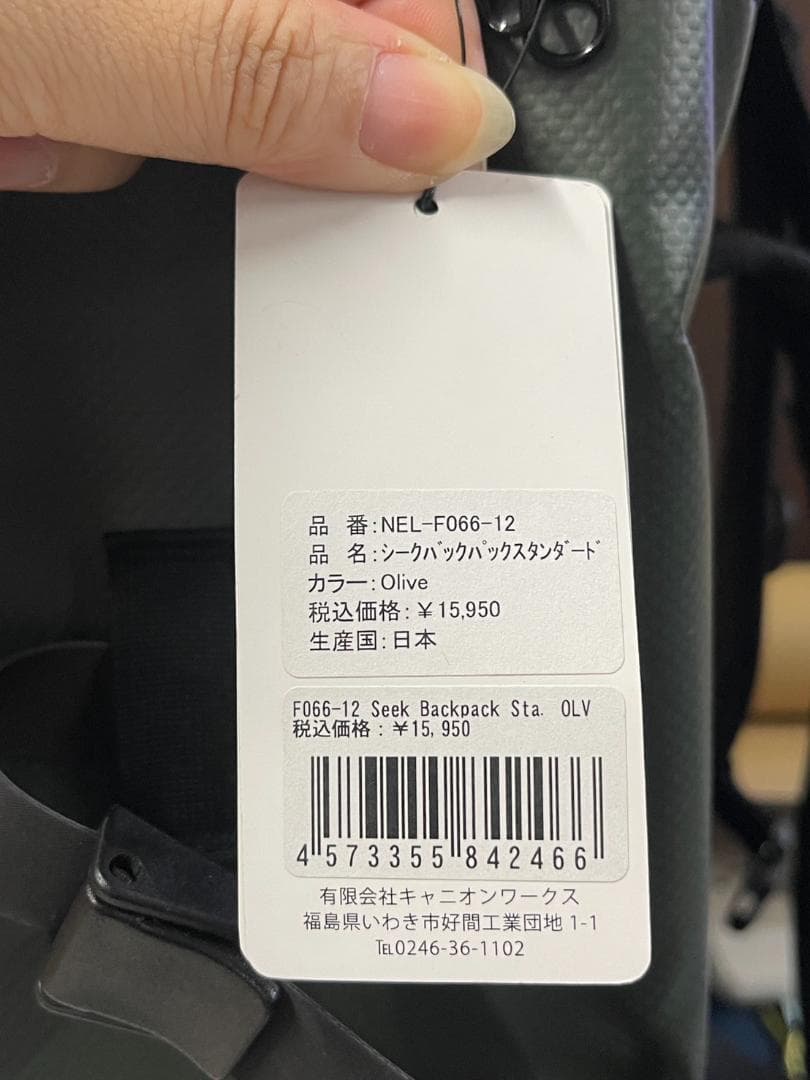 品 番:NEL-F066-12
品 名:ｼｰｸﾊﾞｯｸﾊﾟｯｸｽﾀﾝﾀﾞｰﾄﾞ
カラー:Olive
税込価格:￥15,950
生産国:日本
F066-12 Seek Backpack Sta. OLV
税込価格:￥15,950
4 573355 842466
有限会社キャニオンワークス
福島県いわき市好間工業団地 1-1
℡0246-36-1102